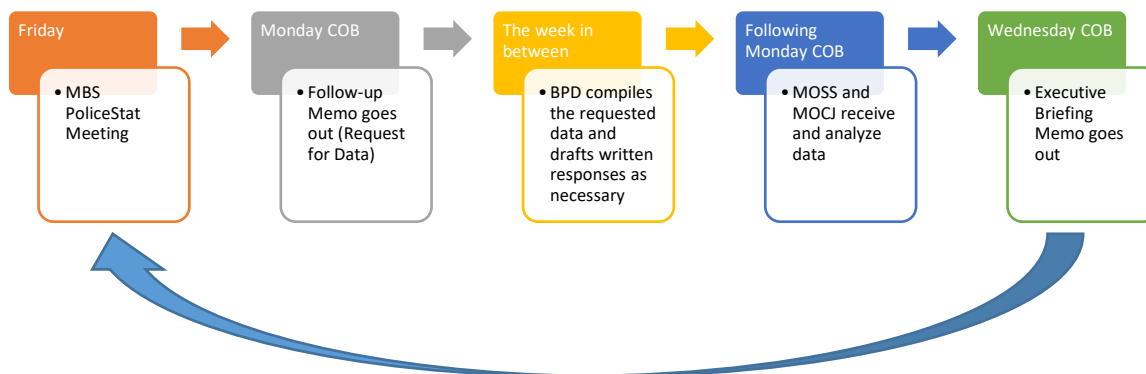 Friday
• MBS
PoliceStat
Meeting
Monday COB
• Follow-up
Memo goes
out (Request
for Data)
The week in
between
• BPD compiles
the requested
data and
drafts written
responses as
necessary
Following
Monday COB
• MOSS and
MOCJ receive
and analyze
data
Wednesday COB
• Executive
Briefing
Memo goes
out